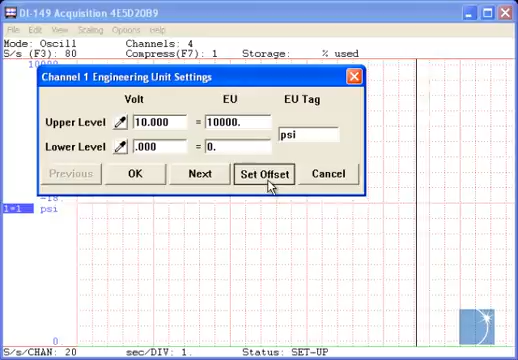 DI-149 Acquisition 4E5D20B9
File Edit View Scaling Options Help
Mode: Oscill Channels: 4
S/s (F3): 80 Compress(F7): 1 Storage: % used
10000
Channel 1 Engineering Unit Settings
Volt EU EU Tag
Upper Level 10.000 = 10000.
psi
Lower Level .000 = 0.
Previous OK Next Set Offset Cancel
-18.
1=1 psi
0
S/s/CHAN: 20 sec/DIV: 1. Status: SET-UP